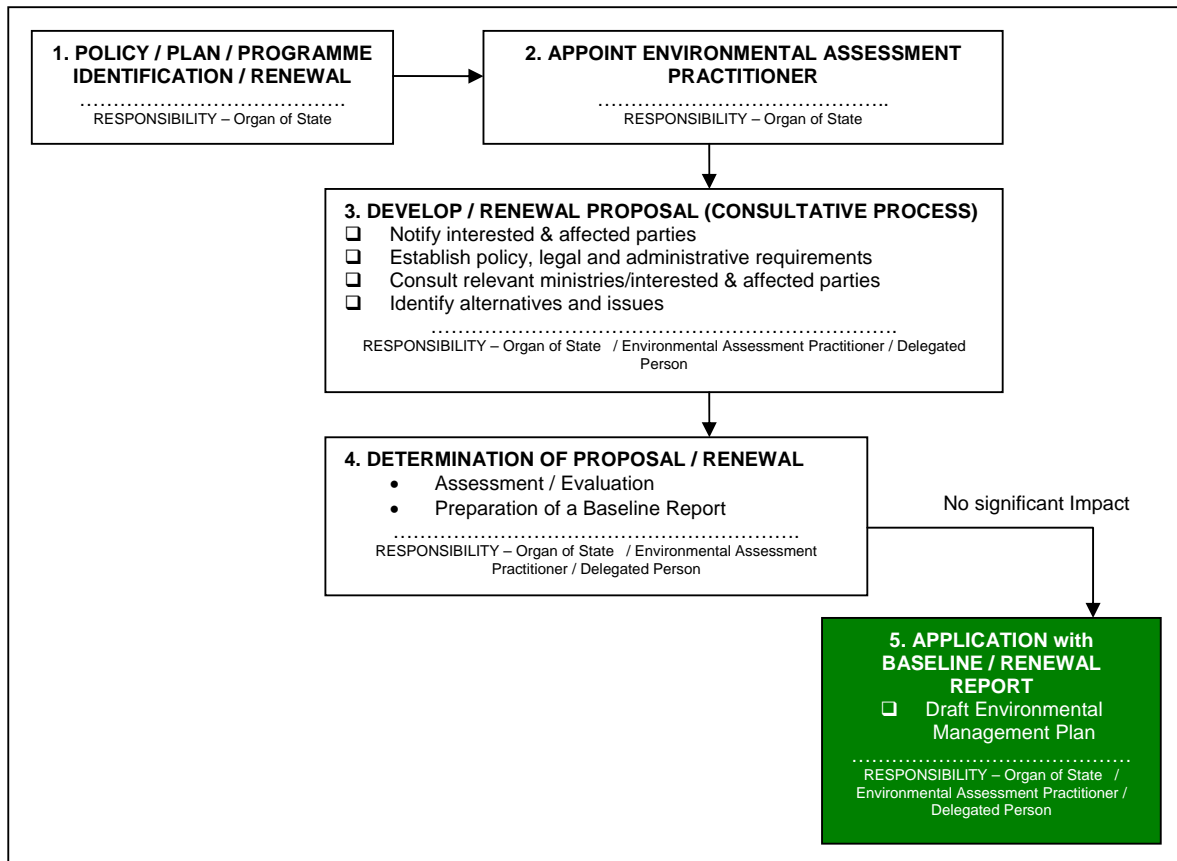 1. POLICY / PLAN / PROGRAMME
IDENTIFICATION / RENEWAL
…………………………………….
RESPONSIBILITY – Organ of State
2. APPOINT ENVIRONMENTAL ASSESSMENT
PRACTITIONER
……………………………………..
RESPONSIBILITY – Organ of State
3. DEVELOP / RENEWAL PROPOSAL (CONSULTATIVE PROCESS)
❑ Notify interested & affected parties
❑ Establish policy, legal and administrative requirements
❑ Consult relevant ministries/interested & affected parties
❑ Identify alternatives and issues
…………………………………………………………….
RESPONSIBILITY – Organ of State / Environmental Assessment Practitioner / Delegated
Person
4. DETERMINATION OF PROPOSAL / RENEWAL
• Assessment / Evaluation
• Preparation of a Baseline Report
……………………………………………………….
RESPONSIBILITY – Organ of State / Environmental Assessment
Practitioner / Delegated Person
No significant Impact
5. APPLICATION with
BASELINE / RENEWAL
REPORT
❑ Draft Environmental
Management Plan
……………………………………
RESPONSIBILITY – Organ of State /
Environmental Assessment Practitioner /
Delegated Person